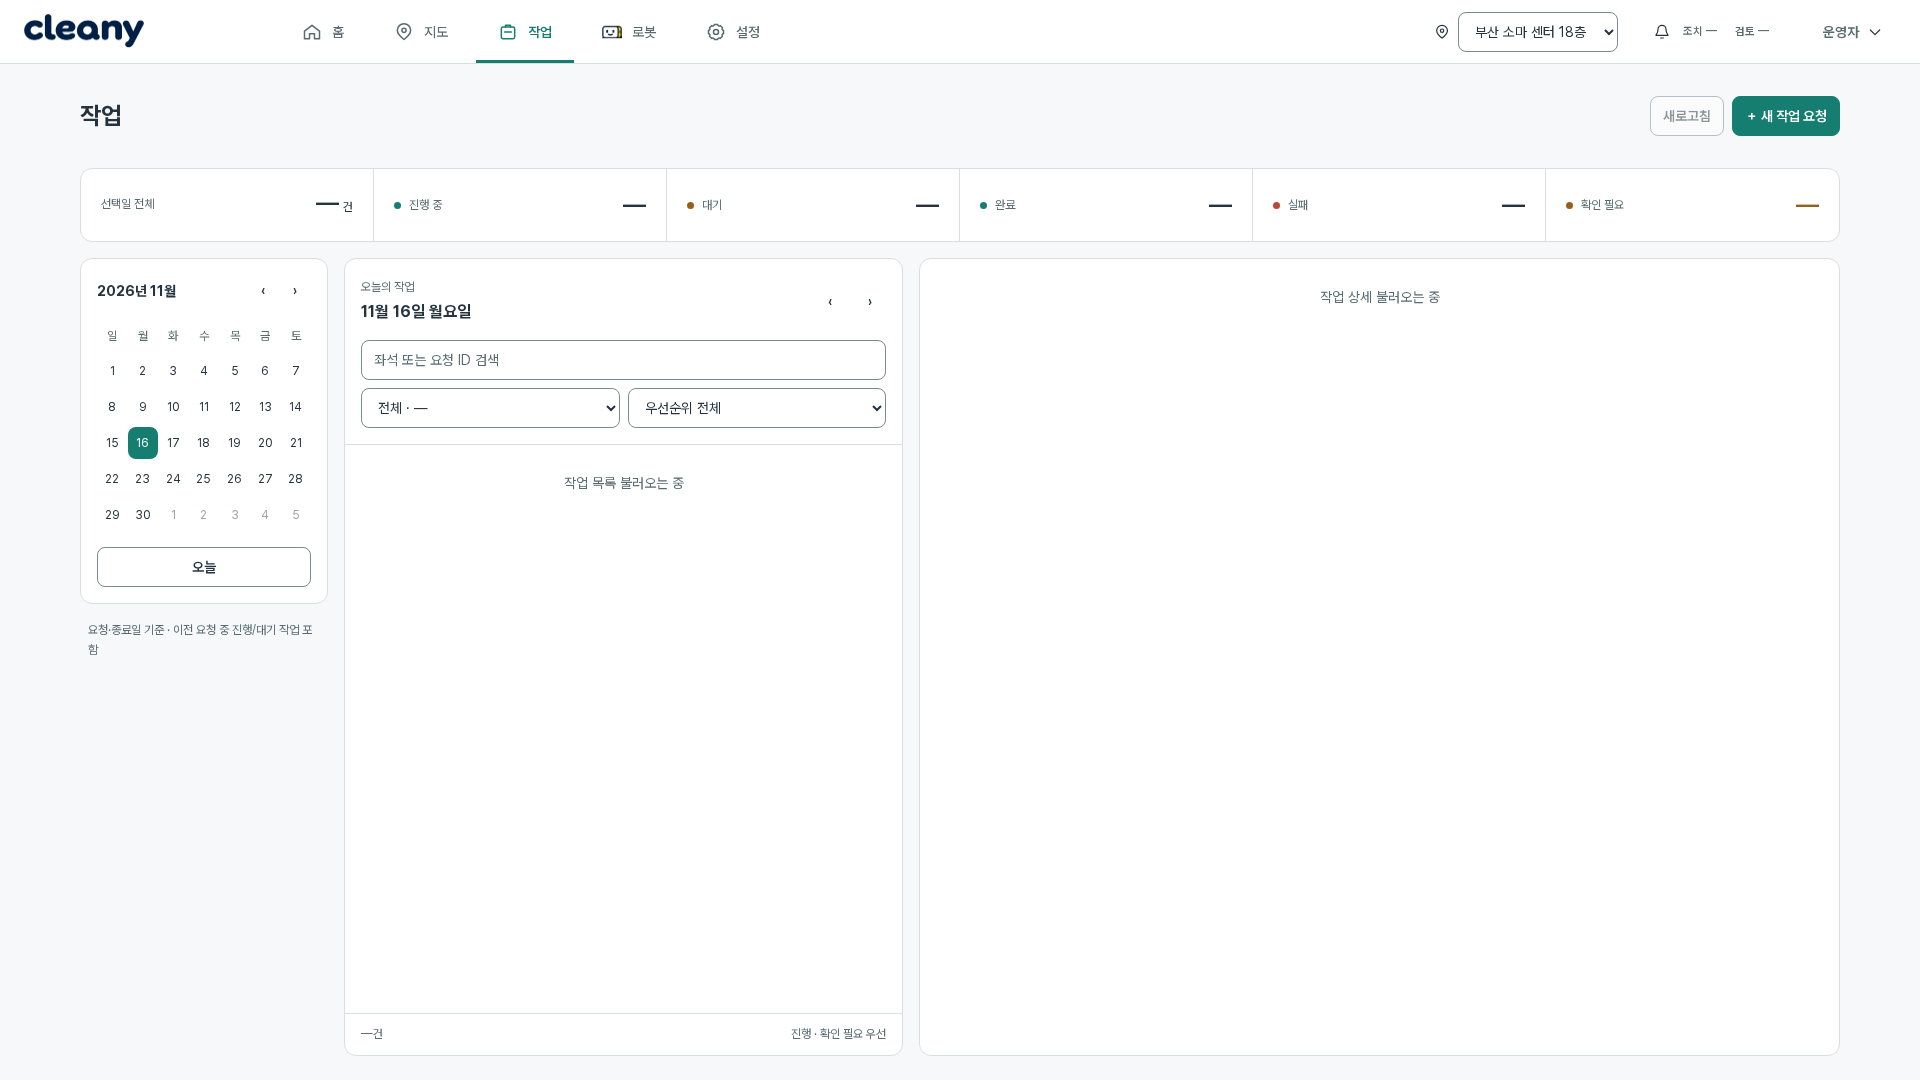 cleany
홈
지도
작업
로봇
설정
부산 소마 센터 18층
조치 —
검토 —
운영자
작업
새로고침
+ 새 작업 요청
선택일 전체
— 건
진행 중
—
대기
—
완료
—
실패
—
확인 필요
—
2026년 11월
‹ ›
일 월 화 수 목 금 토
1 2 3 4 5 6 7
8 9 10 11 12 13 14
15 16 17 18 19 20 21
22 23 24 25 26 27 28
29 30 1 2 3 4 5
오늘
요청·종료일 기준 · 이전 요청 중 진행/대기 작업 포
함
오늘의 작업
11월 16일 월요일
‹ ›
좌석 또는 요청 ID 검색
전체 · —
우선순위 전체
작업 목록 불러오는 중
—건
진행 · 확인 필요 우선
작업 상세 불러오는 중